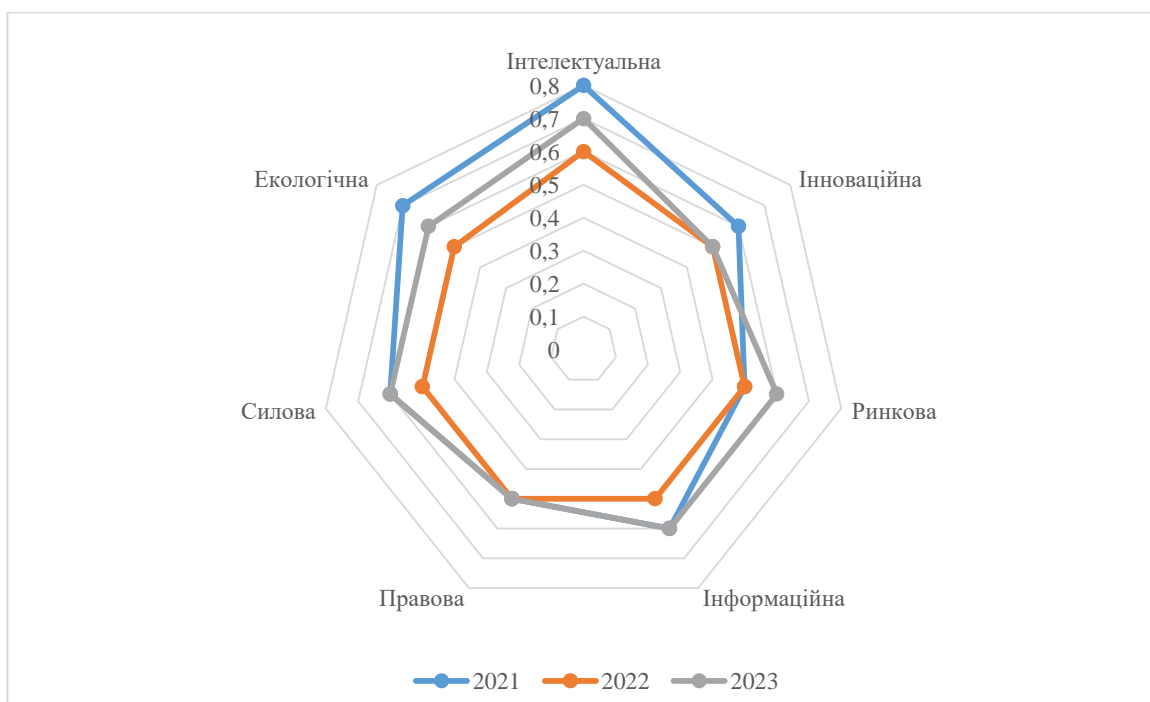 Інтелектуальна
0,8
0,7
0,6
0,5
0,4
0,3
0,2
0,1
0
Інноваційна
Ринкова
Інформаційна
Правова
Силова
Екологічна
2021 2022 2023